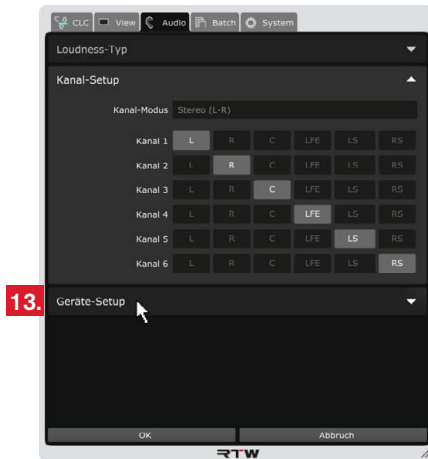 CLC View Audio Batch System
Loudness-Typ
Kanal-Setup
Kanal-Modus Stereo (L-R)
Kanal 1 L R C LFE LS RS
Kanal 2 L R C LFE LS RS
Kanal 3 L R C LFE LS RS
Kanal 4 L R C LFE LS RS
Kanal 5 L R C LFE LS RS
Kanal 6 L R C LFE LS RS
13. Geräte-Setup
OK Abbruch
RTW